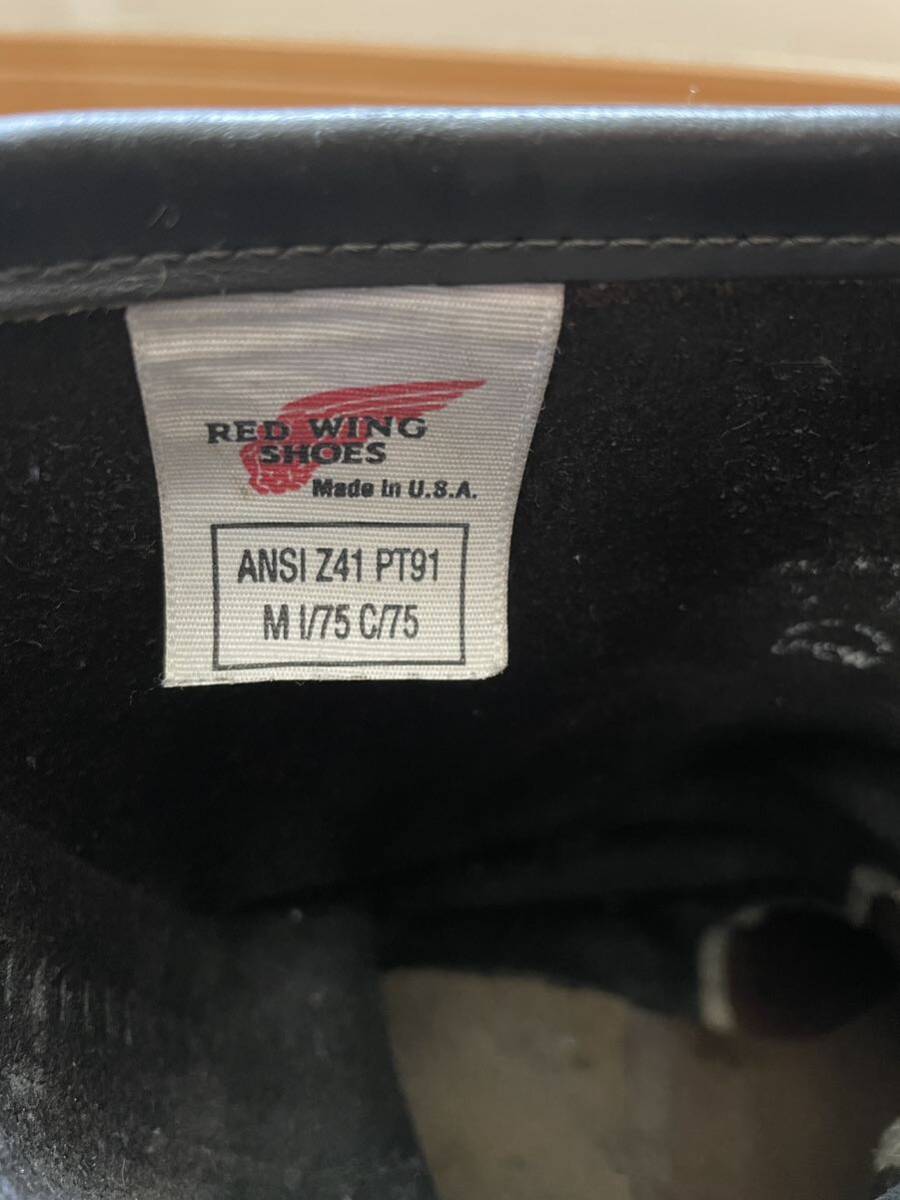 RED WING
SHOES
Made in U.S.A.
ANSI Z41 PT91
M I/75 C/75